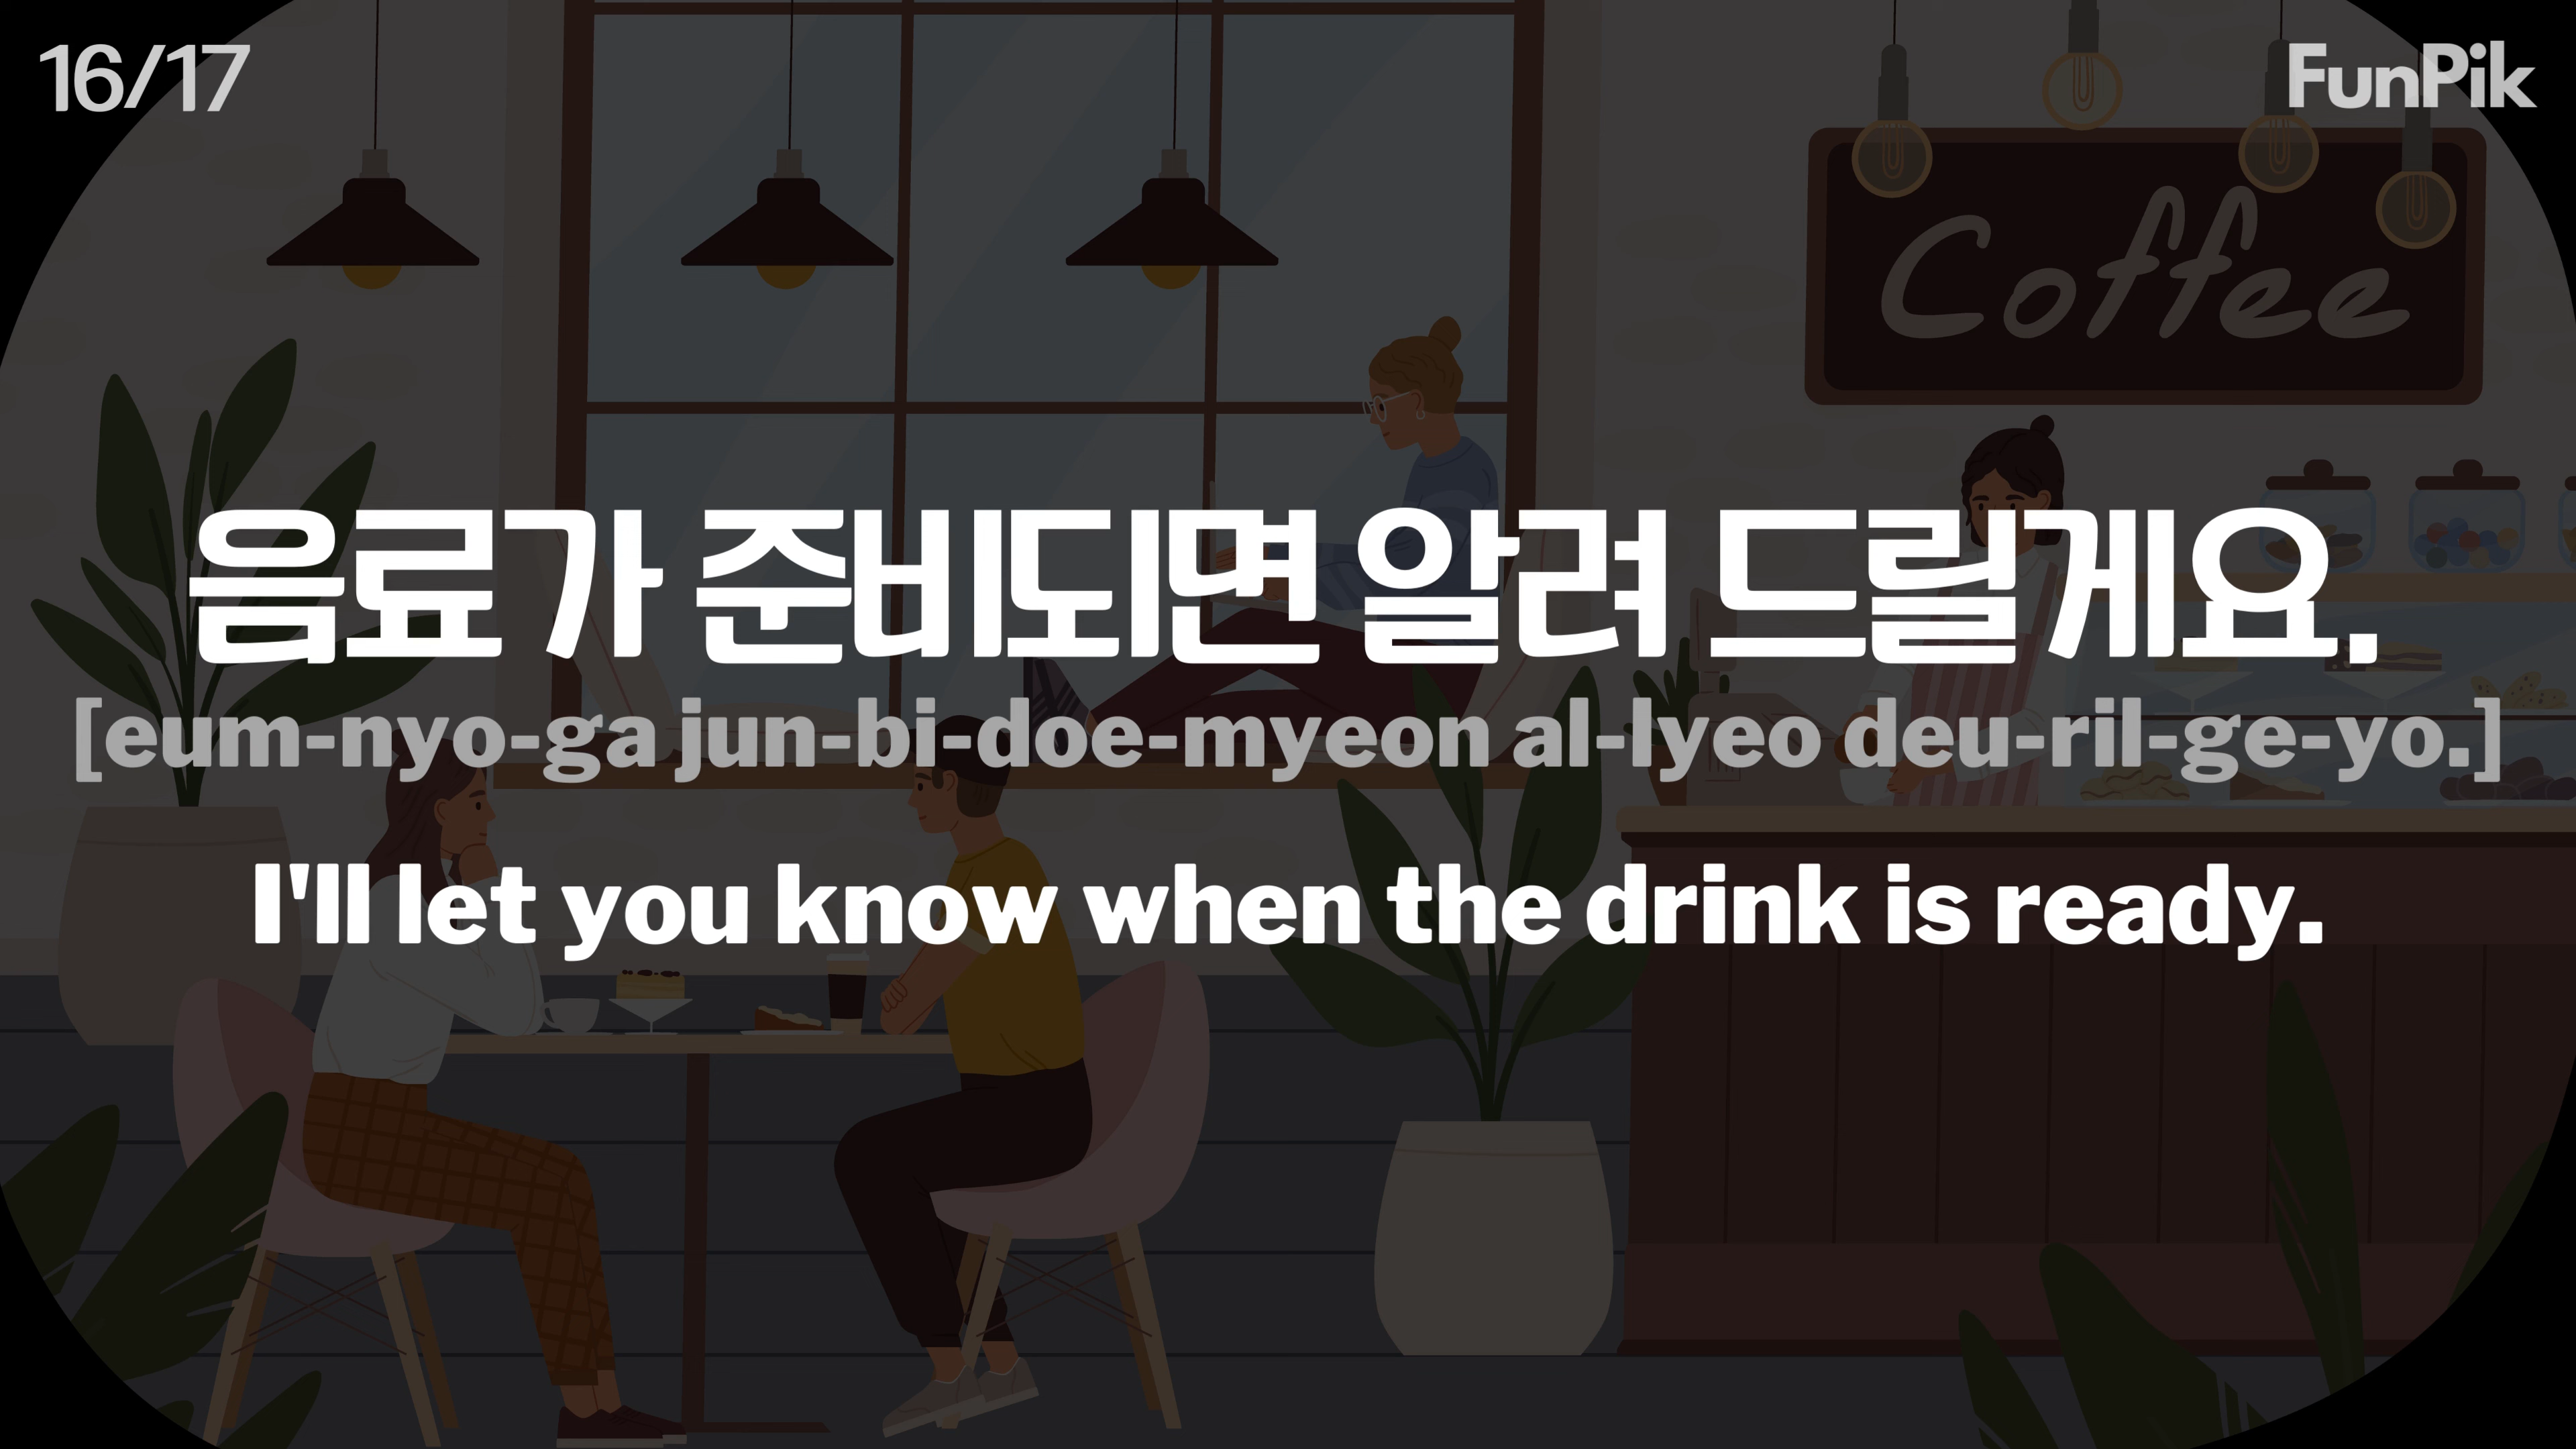 16/17
FunPik
Coffee
음료가 준비되면 알려 드릴게요.
[eum-nyo-ga jun-bi-doe-myeon al-lyeo deu-ril-ge-yo.]
I'll let you know when the drink is ready.